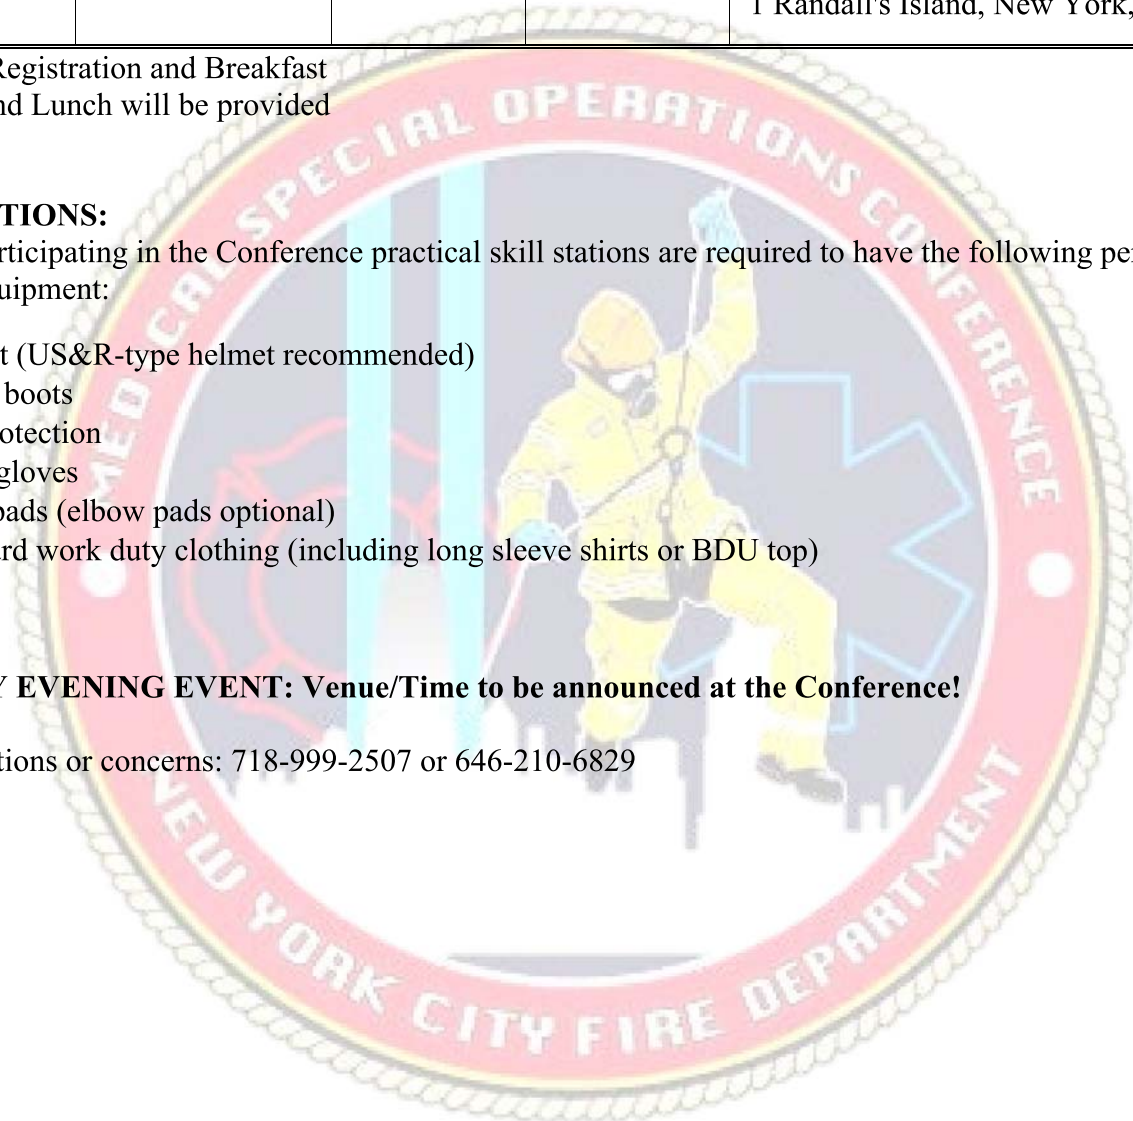 1 Randall's Island, New York,
Registration and Breakfast
nd Lunch will be provided
TIONS:
rticipating in the Conference practical skill stations are required to have the following per
uipment:
t (US&R-type helmet recommended)
boots
otection
gloves
pads (elbow pads optional)
ard work duty clothing (including long sleeve shirts or BDU top)
Y EVENING EVENT: Venue/Time to be announced at the Conference!
tions or concerns: 718-999-2507 or 646-210-6829
MEDICAL SPECIAL OPERATIONS CONFERENCE
NEW YORK CITY FIRE DEPARTMENT